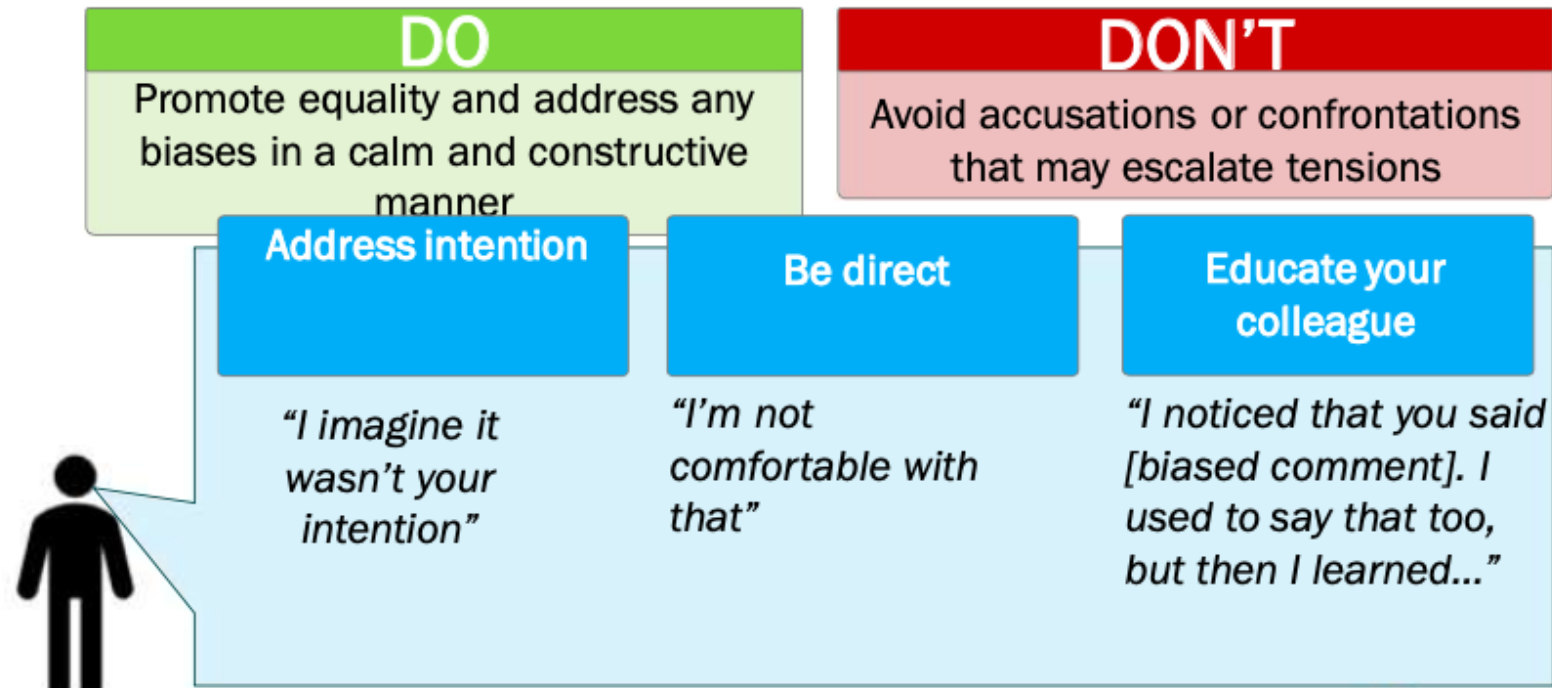 DO
Promote equality and address any
biases in a calm and constructive
manner
DON'T
Avoid accusations or confrontations
that may escalate tensions
Address intention
“I imagine it
wasn’t your
intention”
Be direct
“I’m not
comfortable with
that”
Educate your
colleague
“I noticed that you said
[biased comment]. I
used to say that too,
but then I learned…”